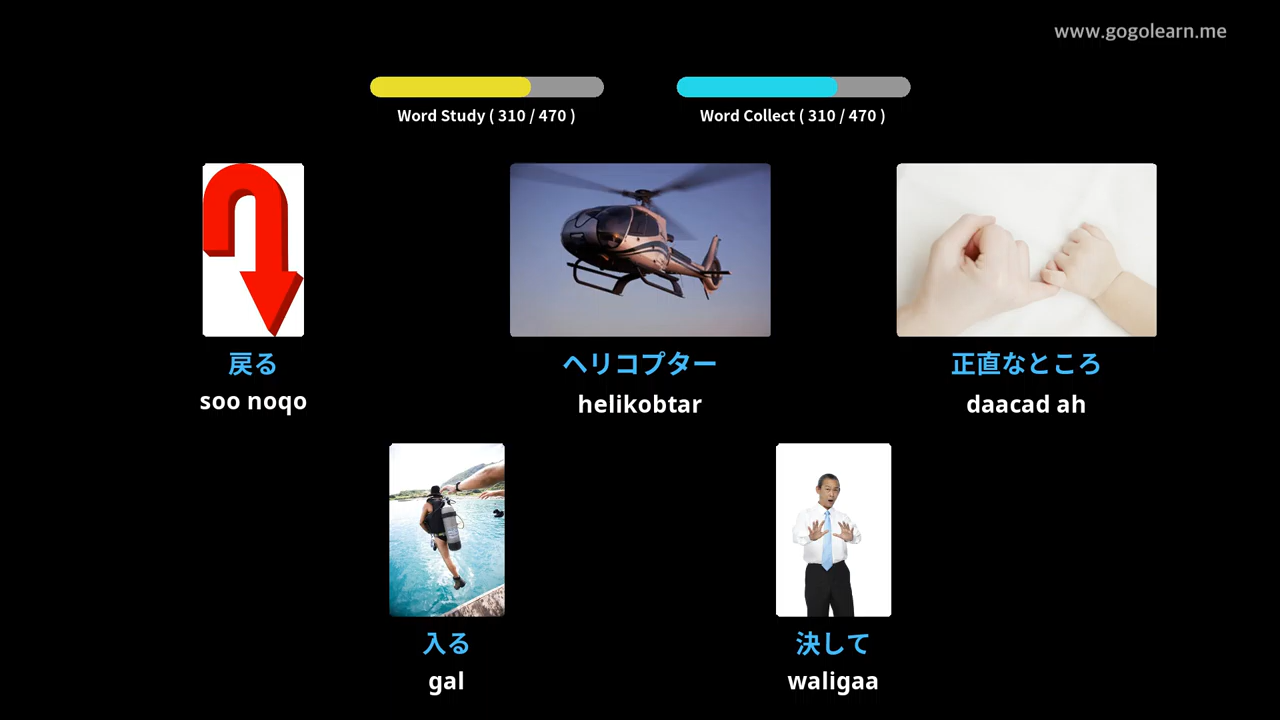 www.gogolearn.me
Word Study ( 310 / 470 )
Word Collect ( 310 / 470 )
戻る
soo noqo
ヘリコプター
helikobtar
正直なところ
daacad ah
入る
gal
決して
waligaa